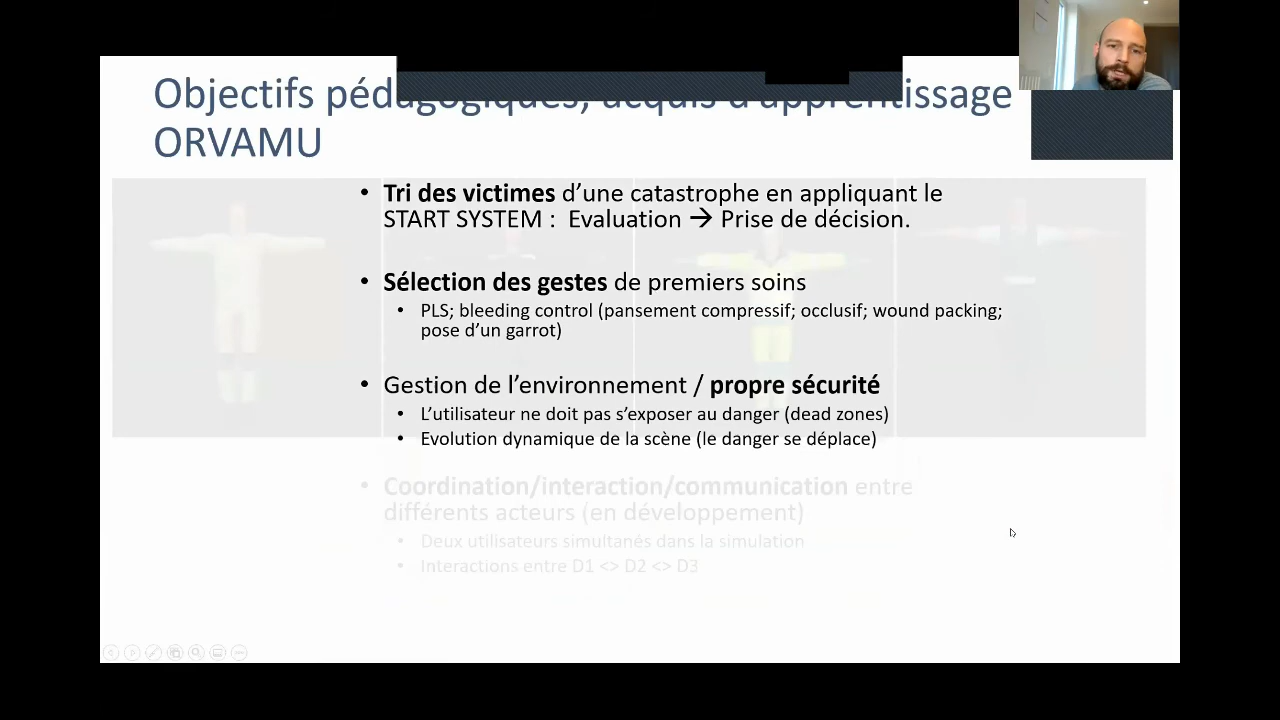 Objectifs pédagogiques, acquis d'apprentissage
ORVAMU
• Tri des victimes d'une catastrophe en appliquant le
START SYSTEM : Evaluation → Prise de décision.
• Sélection des gestes de premiers soins
• PLS; bleeding control (pansement compressif; occlusif; wound packing;
pose d'un garrot)
• Gestion de l'environnement / propre sécurité
• L'utilisateur ne doit pas s'exposer au danger (dead zones)
• Evolution dynamique de la scène (le danger se déplace)
• Coordination/interaction/communication entre
différents acteurs (en développement)
• Deux utilisateurs simultanés dans la simulation
• Interactions entre D1 <> D2 <> D3